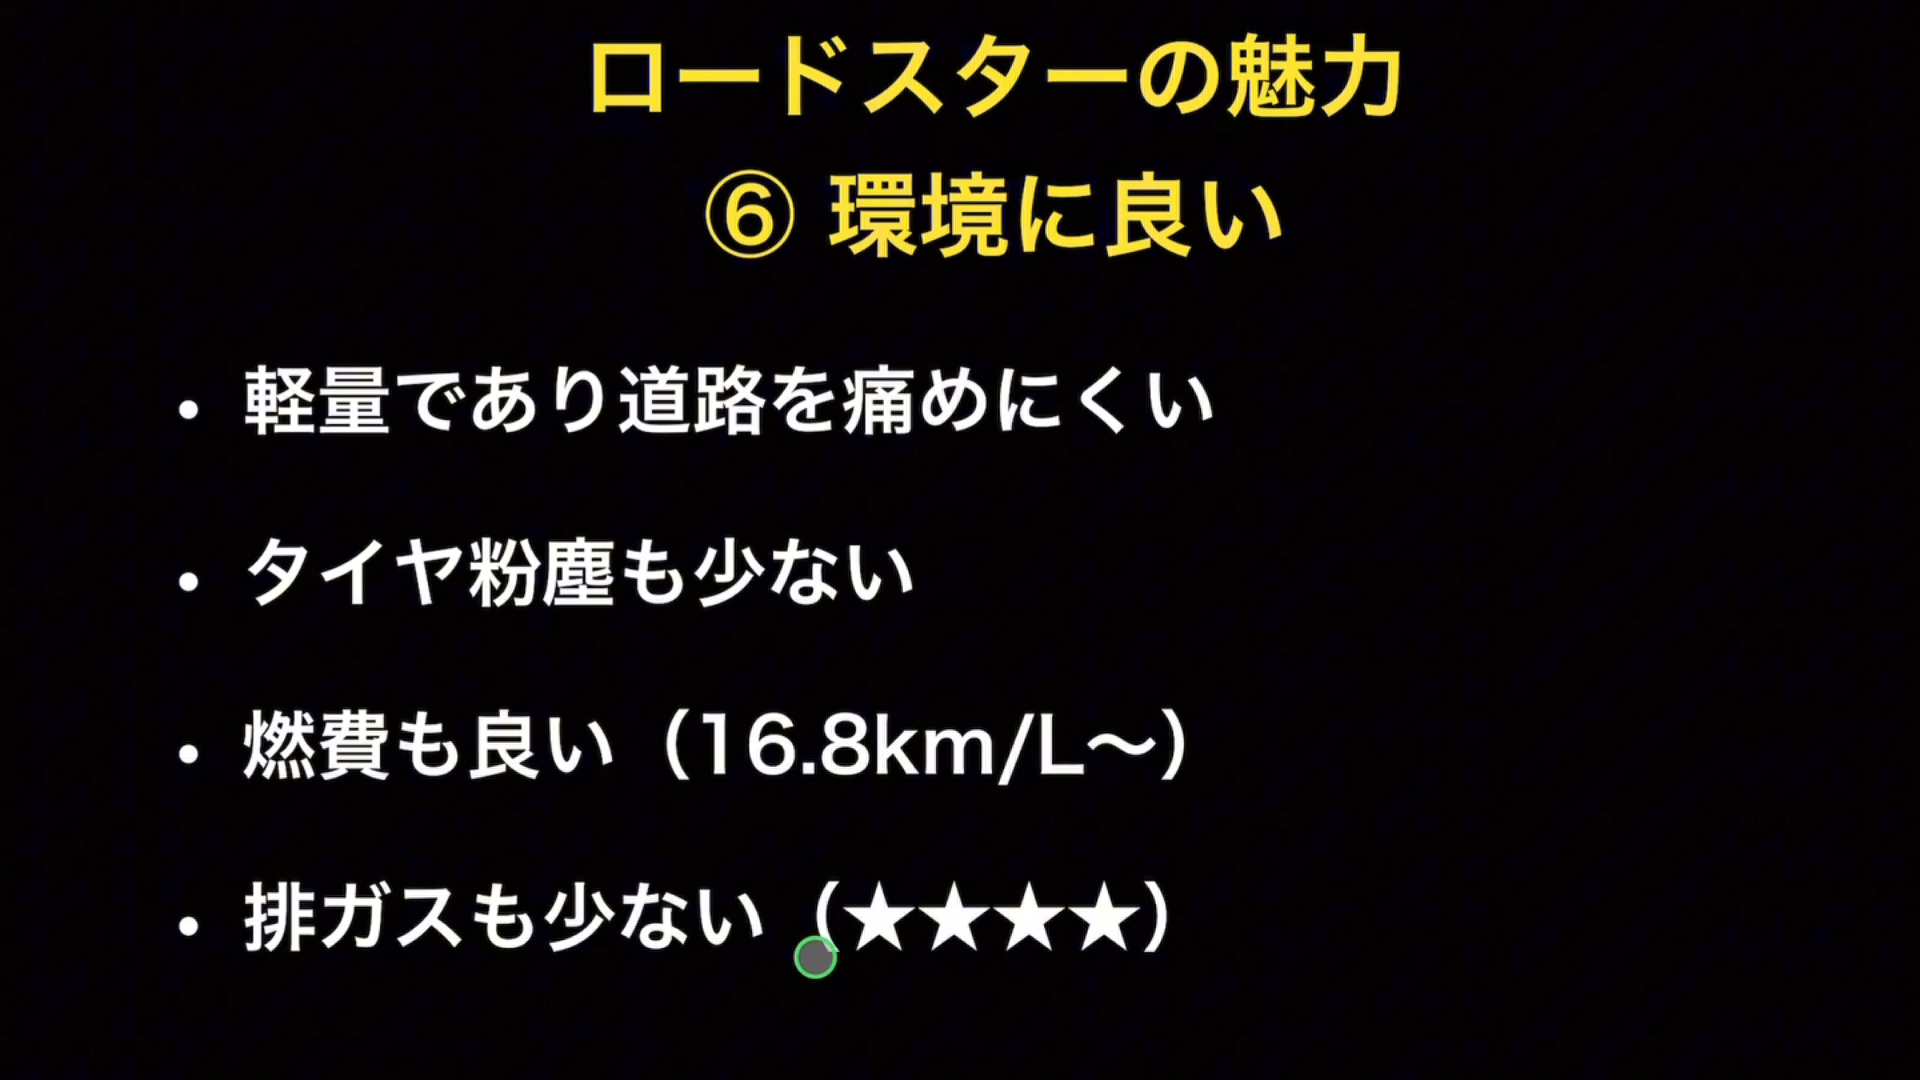 ロードスターの魅力
⑥ 環境に良い
• 軽量であり道路を痛めにくい
• タイヤ粉塵も少ない
• 燃費も良い（16.8km/L〜）
• 排ガスも少ない（★★★★）